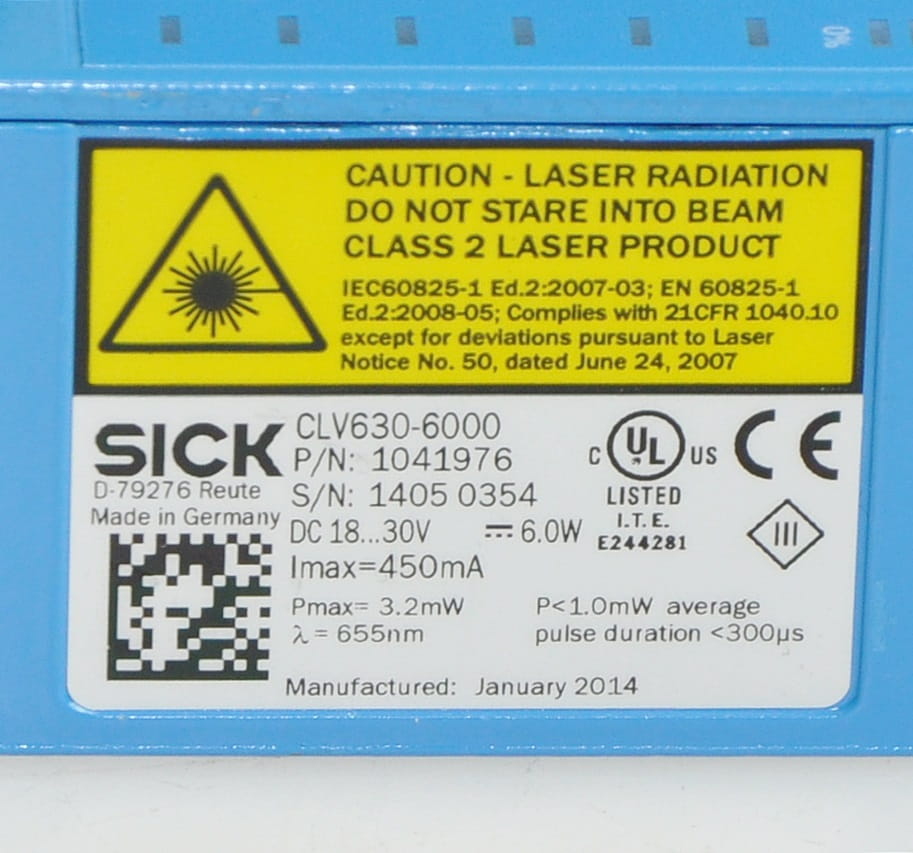 0%
CAUTION - LASER RADIATION
DO NOT STARE INTO BEAM
CLASS 2 LASER PRODUCT
IEC60825-1 Ed.2:2007-03; EN 60825-1
Ed.2:2008-05; Complies with 21CFR 1040.10
except for deviations pursuant to Laser
Notice No. 50, dated June 24, 2007
SICK
D-79276 Reute
Made in Germany
CLV630-6000
P/N: 1041976
S/N: 1405 0354
DC 18...30V 6.0W
Imax=450mA
Pmax= 3.2mW
λ = 655nm
P<1.0mW average
pulse duration <300µs
Manufactured: January 2014
C UL US
LISTED
I.T.E.
E244281
CE
III